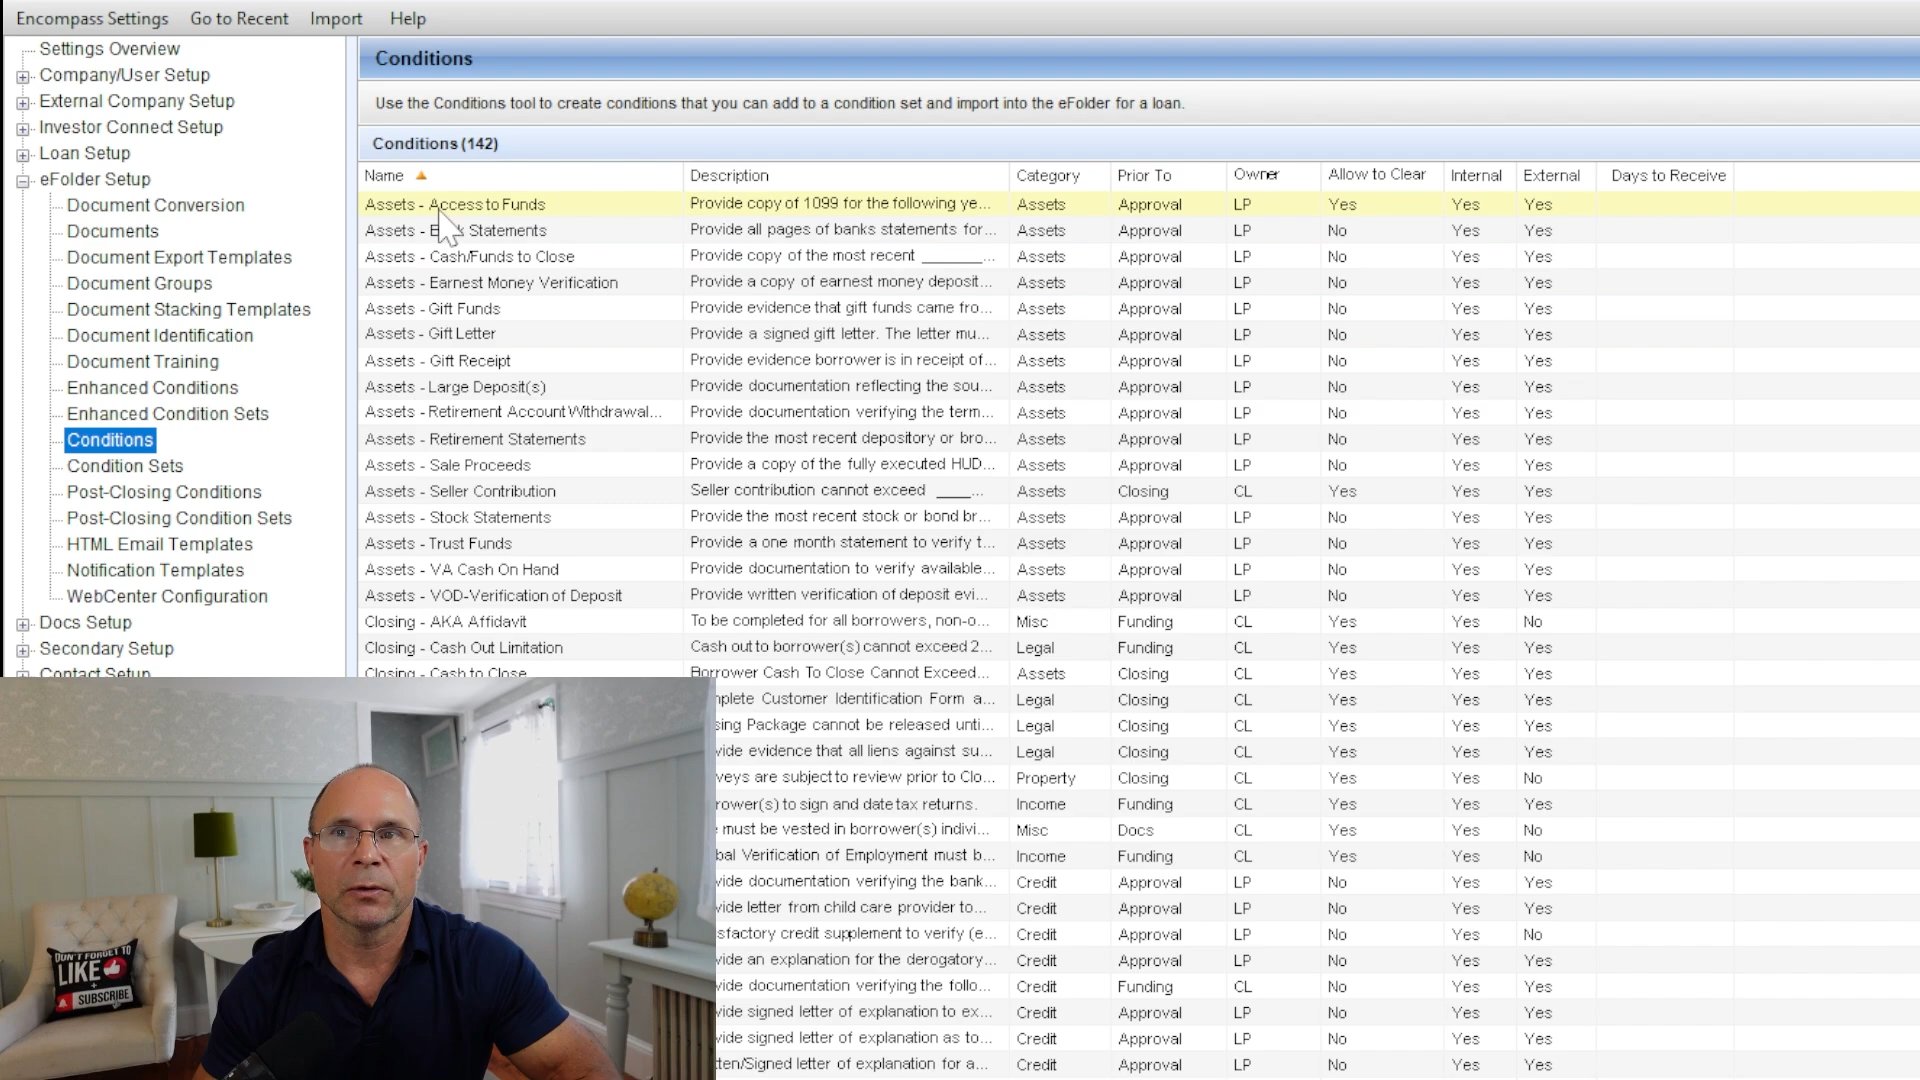 Encompass Settings Go to Recent Import Help
Settings Overview
Company/User Setup
External Company Setup
Investor Connect Setup
Loan Setup
eFolder Setup
Document Conversion
Documents
Document Export Templates
Document Groups
Document Stacking Templates
Document Identification
Document Training
Enhanced Conditions
Enhanced Condition Sets
Conditions
Condition Sets
Post-Closing Conditions
Post-Closing Condition Sets
HTML Email Templates
Notification Templates
WebCenter Configuration
Docs Setup
Secondary Setup
Contact Setup
Conditions
Use the Conditions tool to create conditions that you can add to a condition set and import into the eFolder for a loan.
Conditions (142)
Name Description Category Prior To Owner Allow to Clear Internal External Days to Receive
Assets - Access to Funds Provide copy of 1099 for the following ye... Assets Approval LP Yes Yes Yes
Assets - Statements Provide all pages of banks statements for... Assets Approval LP No Yes Yes
Assets - Cash/Funds to Close Provide copy of the most recent ________... Assets Approval LP No Yes Yes
Assets - Earnest Money Verification Provide a copy of earnest money deposit... Assets Approval LP No Yes Yes
Assets - Gift Funds Provide evidence that gift funds came fro... Assets Approval LP No Yes Yes
Assets - Gift Letter Provide a signed gift letter. The letter mu... Assets Approval LP No Yes Yes
Assets - Gift Receipt Provide evidence borrower is in receipt of... Assets Approval LP No Yes Yes
Assets - Large Deposit(s) Provide documentation reflecting the sou... Assets Approval LP No Yes Yes
Assets - Retirement Account Withdrawal... Provide documentation verifying the term... Assets Approval LP No Yes Yes
Assets - Retirement Statements Provide the most recent depository or bro... Assets Approval LP No Yes Yes
Assets - Sale Proceeds Provide a copy of the fully executed HUD... Assets Approval LP No Yes Yes
Assets - Seller Contribution Seller contribution cannot exceed ____... Assets Closing CL Yes Yes Yes
Assets - Stock Statements Provide the most recent stock or bond br... Assets Approval LP No Yes Yes
Assets - Trust Funds Provide a one month statement to verify t... Assets Approval LP No Yes Yes
Assets - VA Cash On Hand Provide documentation to verify available... Assets Approval LP No Yes Yes
Assets - VOD-Verification of Deposit Provide written verification of deposit evi... Assets Approval LP No Yes Yes
Closing - AKA Affidavit To be completed for all borrowers, non-o... Misc Funding CL Yes Yes No
Closing - Cash Out Limitation Cash out to borrower(s) cannot exceed 2... Legal Funding CL Yes Yes Yes
Closing - Cash to Close Borrower Cash To Close Cannot Exceed... Assets Closing CL Yes Yes Yes
nplete Customer Identification Form a... Legal Closing CL Yes Yes Yes
sing Package cannot be released unti... Legal Closing CL Yes Yes Yes
vide evidence that all liens against su... Legal Closing CL Yes Yes Yes
veys are subject to review prior to Clo... Property Closing CL Yes Yes No
rower(s) to sign and date tax returns. Income Funding CL Yes Yes Yes
must be vested in borrower(s) indivi... Misc Docs CL Yes Yes No
bal Verification of Employment must b... Income Funding CL Yes Yes No
vide documentation verifying the bank... Credit Approval LP No Yes Yes
vide letter from child care provider to... Credit Approval LP No Yes Yes
sfactory credit supplement to verify (e... Credit Approval LP No Yes No
vide an explanation for the derogatory... Credit Approval LP No Yes Yes
vide documentation verifying the follo... Credit Funding CL No Yes Yes
vide signed letter of explanation to ex... Credit Approval LP No Yes Yes
vide signed letter of explanation as to... Credit Approval LP No Yes Yes
ten/Signed letter of explanation for a... Credit Approval LP No Yes Yes
DON'T FORGET TO
LIKE
+
SUBSCRIBE